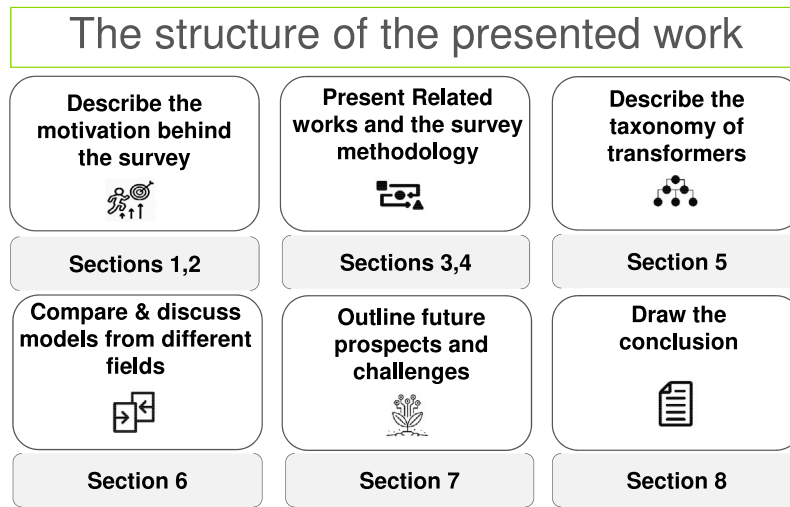 The structure of the presented work
Describe the
motivation behind
the survey
Sections 1,2
Present Related
works and the survey
methodology
Sections 3,4
Describe the
taxonomy of
transformers
Section 5
Compare & discuss
models from different
fields
Section 6
Outline future
prospects and
challenges
Section 7
Draw the
conclusion
Section 8